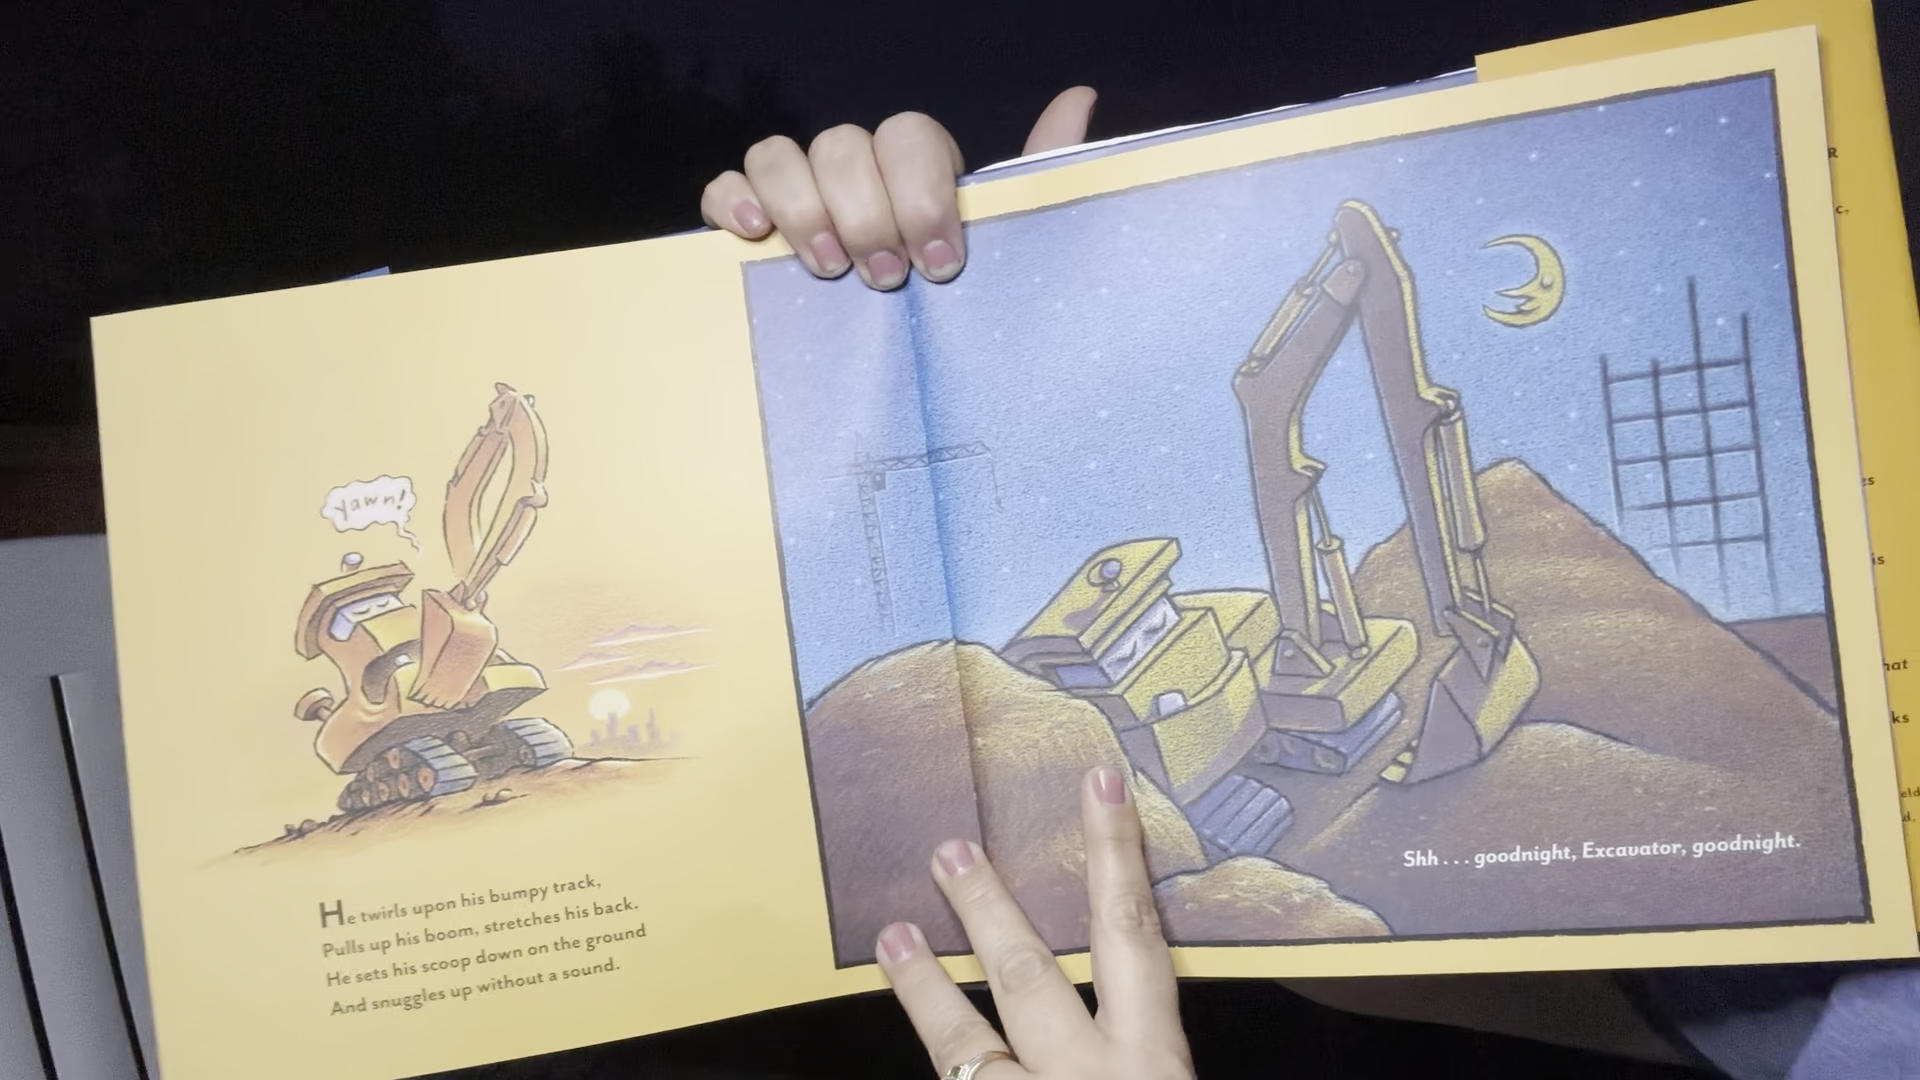 yawn!
He twirls upon his bumpy track,
Pulls up his boom, stretches his back.
He sets his scoop down on the ground
And snuggles up without a sound.
Shh . . . goodnight, Excavator, goodnight.